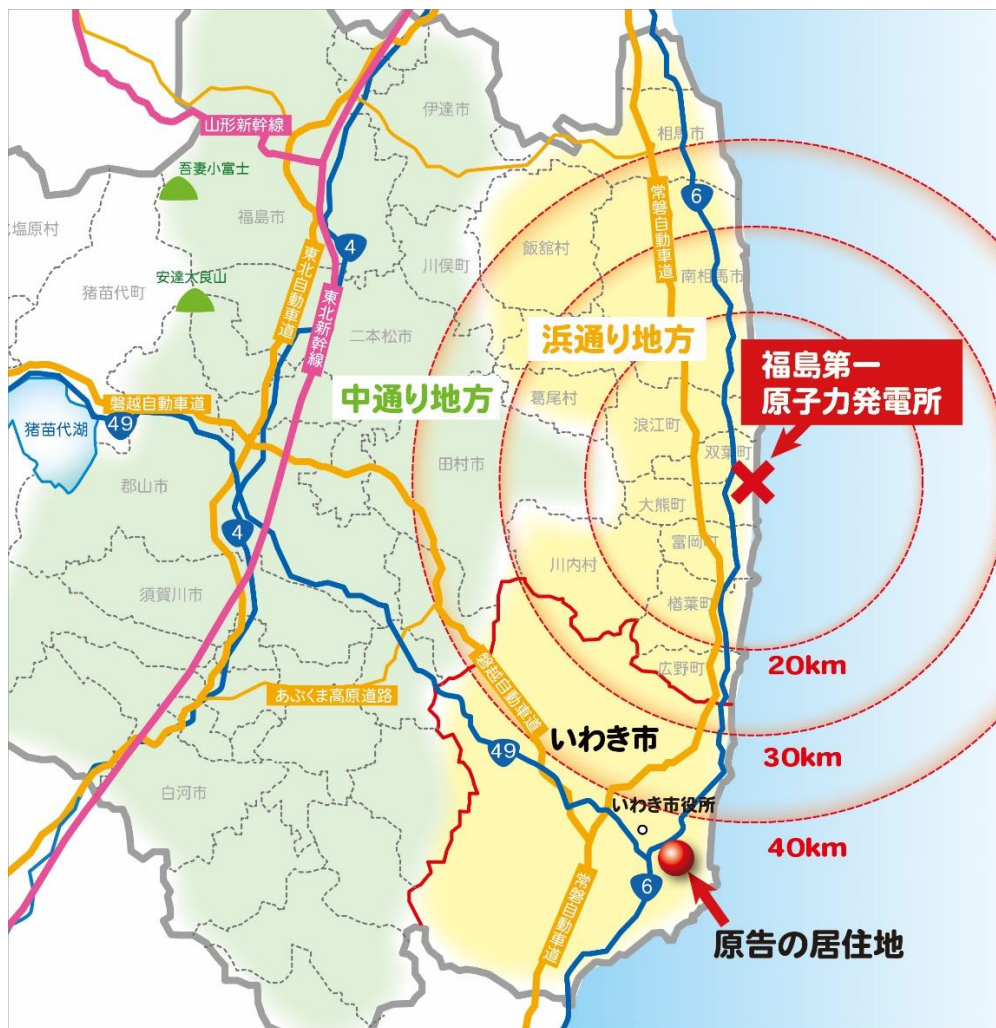 伊達市
相馬市
山形新幹線
吾妻小富士
福島市
6
常磐自動車道
塩原村
4
川俣町
飯舘村
安達太良山
南相馬市
猪苗代町
東北自動車道
東北新幹線
二本松市
浜通り地方
福島第一
原子力発電所
中通り地方
葛尾村
磐越自動車道
49
猪苗代湖
浪江町
双葉町
田村市
郡山市
大熊町
4
富岡町
川内村
須賀川市
楢葉町
広野町
20km
磐越自動車道
あぶくま高原道路
いわき市
49
30km
白河市
いわき市役所
40km
6
常磐自動車道
原告の居住地